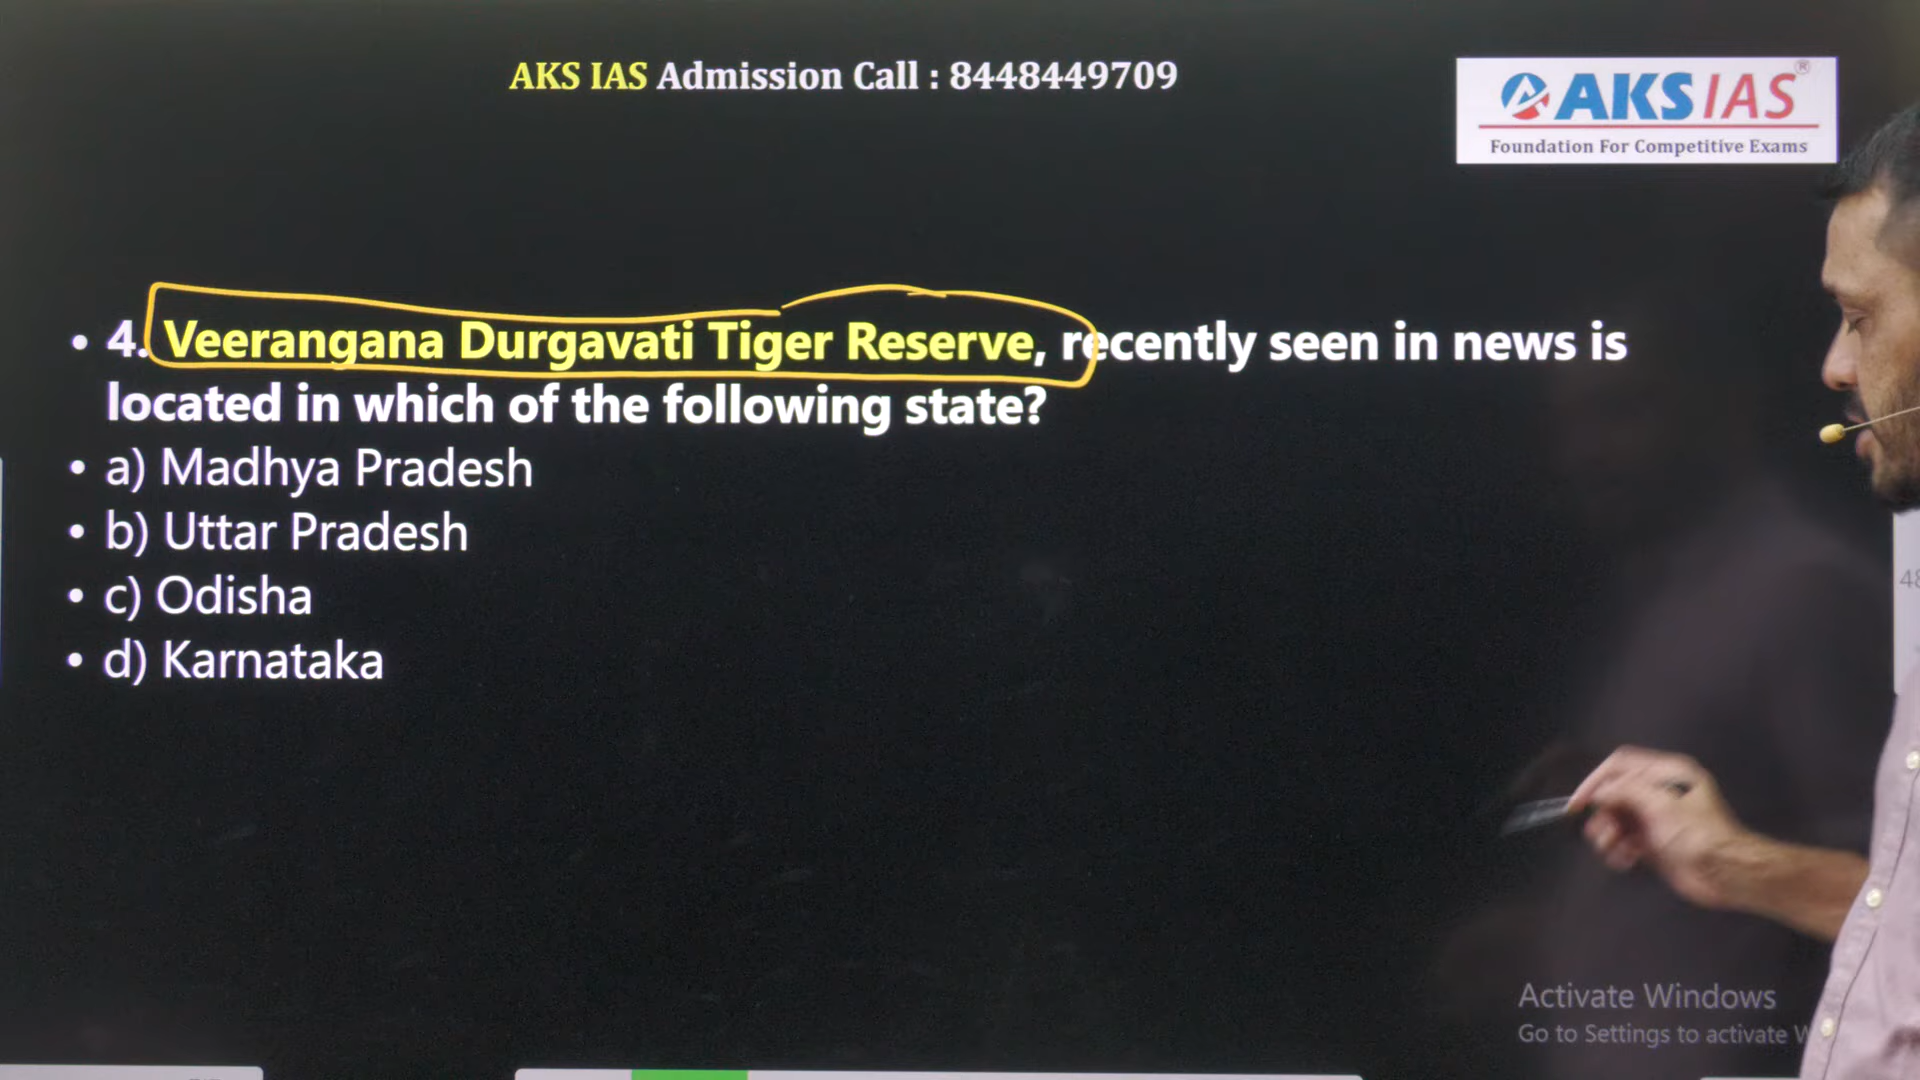 AKS IAS Admission Call : 8448449709
AKS IAS®
Foundation For Competitive Exams
• 4. Veerangana Durgavati Tiger Reserve, recently seen in news is
located in which of the following state?
• a) Madhya Pradesh
• b) Uttar Pradesh
• c) Odisha
• d) Karnataka
48
Activate Windows
Go to Settings to activate W